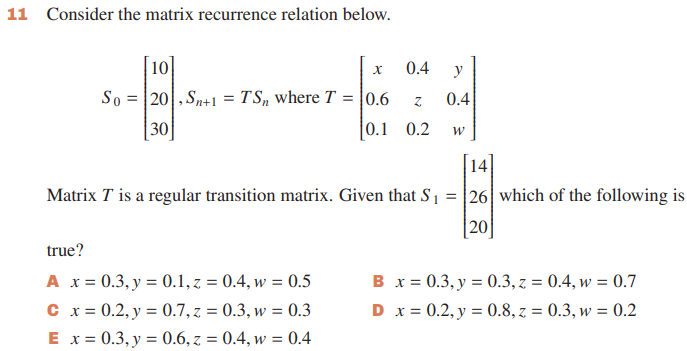 11 Consider the matrix recurrence relation below.
S0 = [10 20 30], Sn+1 = TSn where T = [x 0.4 y
0.6 z 0.4
0.1 0.2 w]
Matrix T is a regular transition matrix. Given that S1 = [14 26 20] which of the following is
true?
A x = 0.3, y = 0.1, z = 0.4, w = 0.5 B x = 0.3, y = 0.3, z = 0.4, w = 0.7
C x = 0.2, y = 0.7, z = 0.3, w = 0.3 D x = 0.2, y = 0.8, z = 0.3, w = 0.2
E x = 0.3, y = 0.6, z = 0.4, w = 0.4